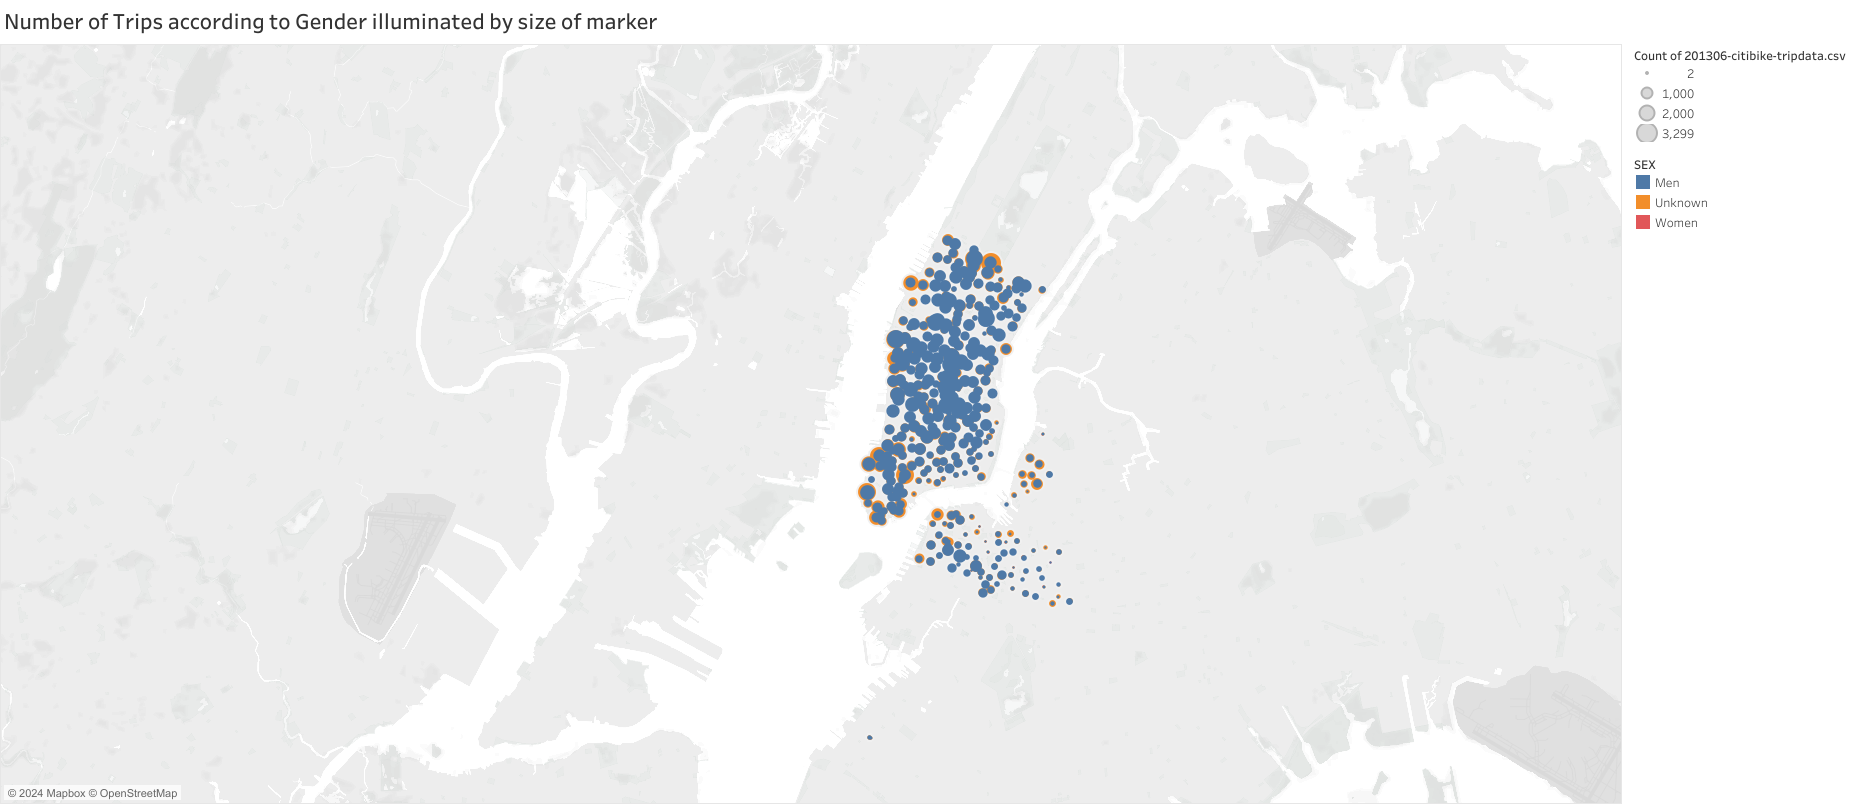 Number of Trips according to Gender illuminated by size of marker
Count of 201306-citibike-tripdata.csv
2
1,000
2,000
3,299
SEX
Men
Unknown
Women
© 2024 Mapbox © OpenStreetMap